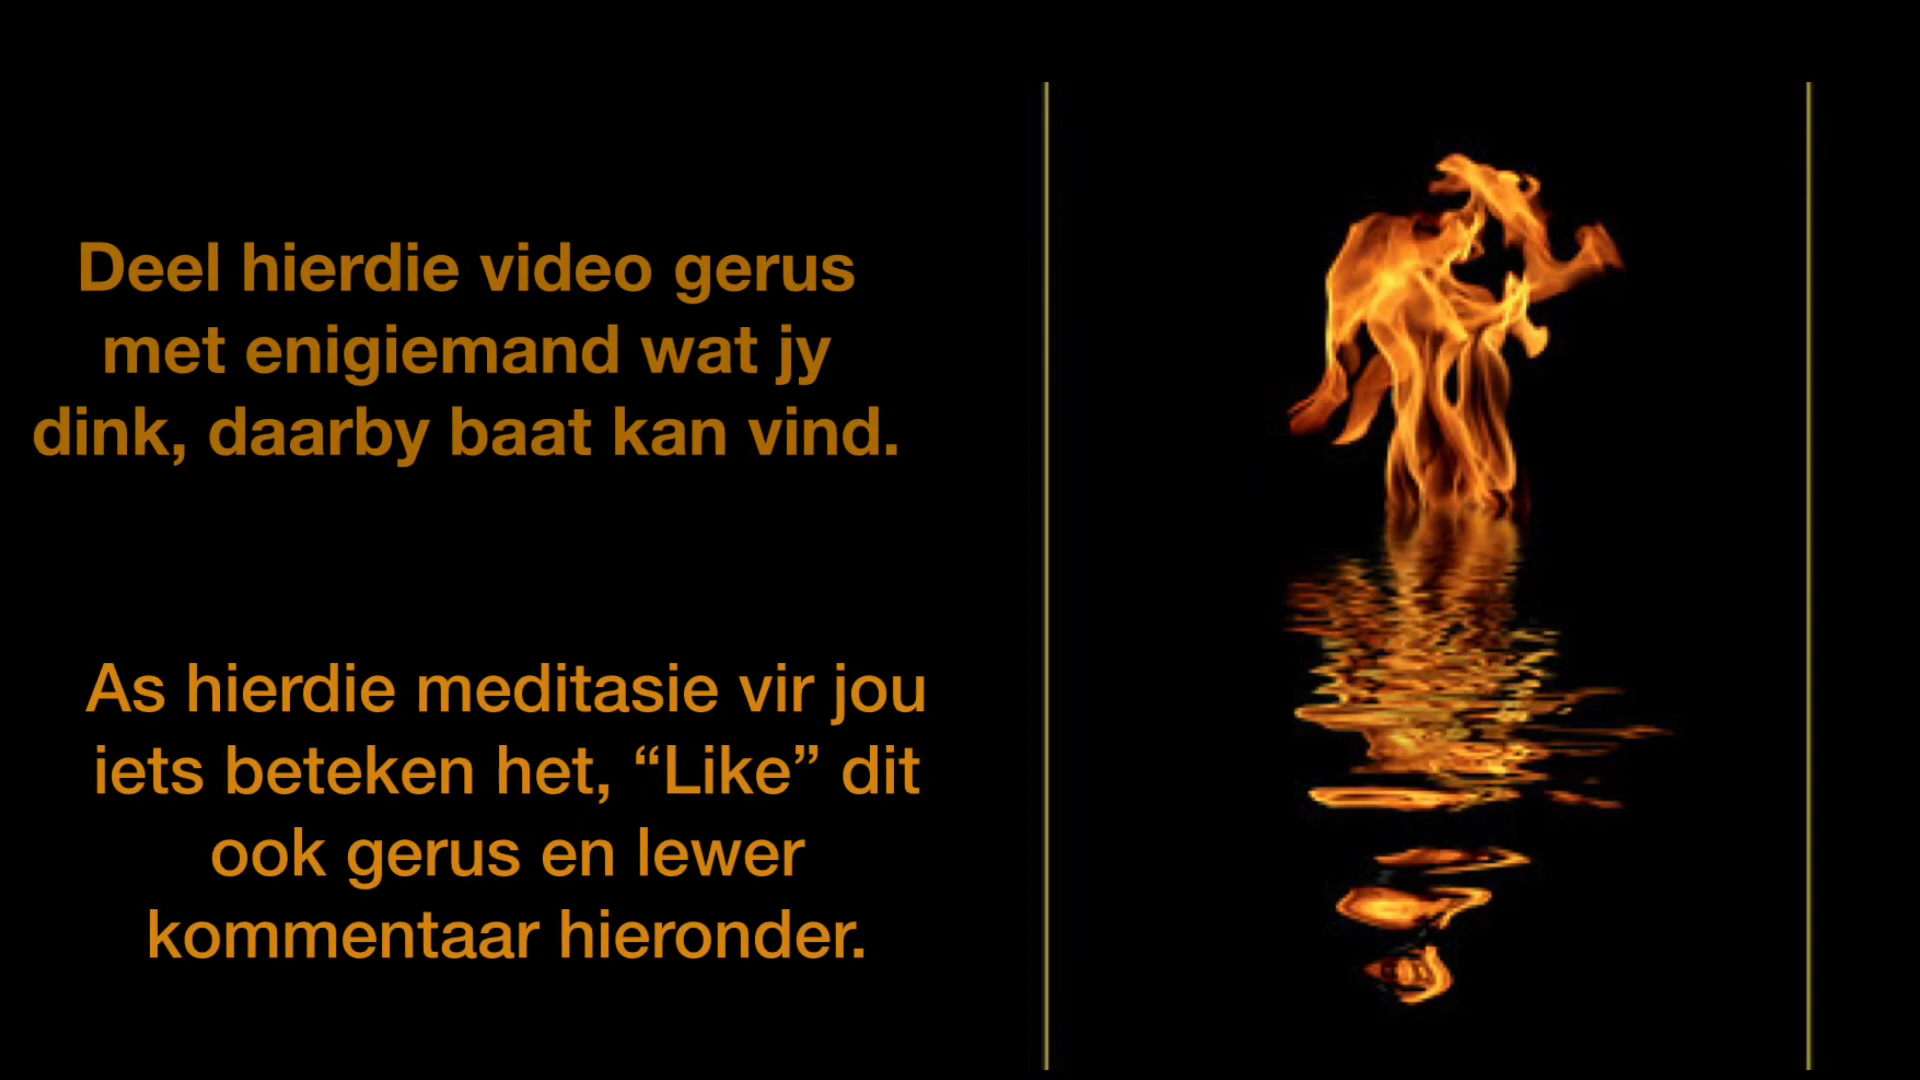 Deel hierdie video gerus
met enigiemand wat jy
dink, daarby baat kan vind.
As hierdie meditasie vir jou
iets beteken het, “Like” dit
ook gerus en lewer
kommentaar hieronder.